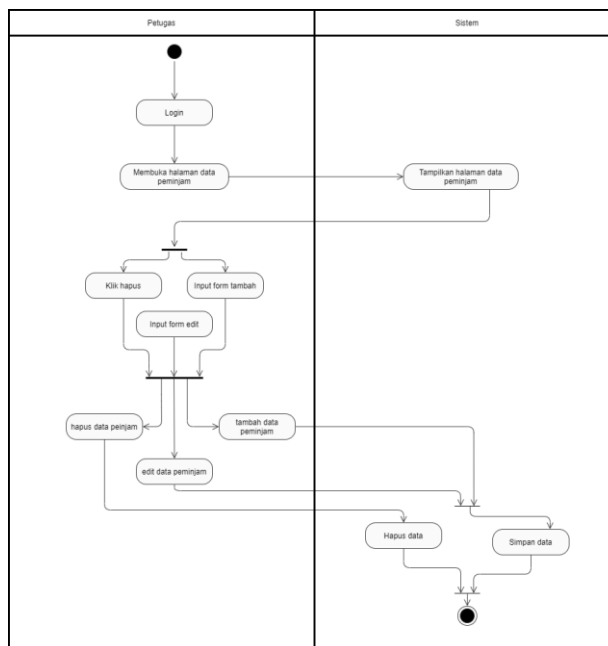 Petugas
Sistem
Login
Membuka halaman data
peminjam
Tampilkan halaman data
peminjam
Klik hapus
Input form tambah
Input form edit
hapus data peinjam
tambah data
peminjam
edit data peminjam
Hapus data
Simpan data